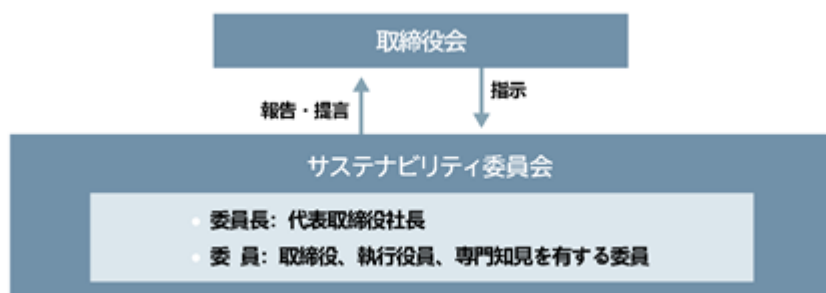 取締役会
指示
報告・提言
サステナビリティ委員会
委員長: 代表取締役社長
委 員: 取締役、執行役員、専門知見を有する委員